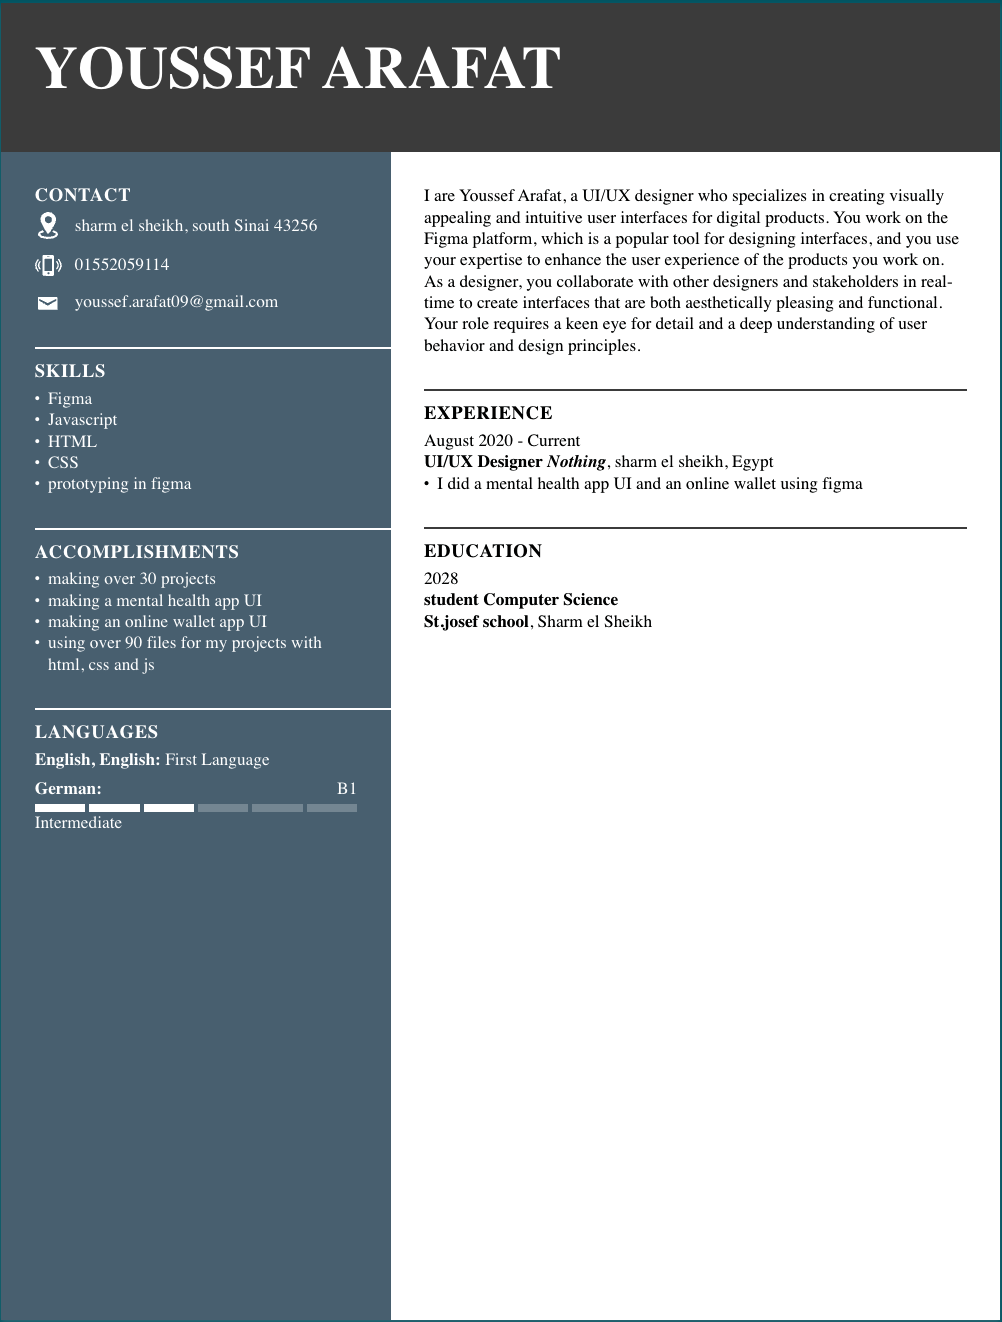 YOUSSEF ARAFAT
CONTACT
sharm el sheikh, south Sinai 43256
01552059114
youssef.arafat09@gmail.com
SKILLS
• Figma
• Javascript
• HTML
• CSS
• prototyping in figma
ACCOMPLISHMENTS
• making over 30 projects
• making a mental health app UI
• making an online wallet app UI
• using over 90 files for my projects with
html, css and js
LANGUAGES
English, English: First Language
German: B1
Intermediate
I are Youssef Arafat, a UI/UX designer who specializes in creating visually
appealing and intuitive user interfaces for digital products. You work on the
Figma platform, which is a popular tool for designing interfaces, and you use
your expertise to enhance the user experience of the products you work on.
As a designer, you collaborate with other designers and stakeholders in real-
time to create interfaces that are both aesthetically pleasing and functional.
Your role requires a keen eye for detail and a deep understanding of user
behavior and design principles.
EXPERIENCE
August 2020 - Current
UI/UX Designer Nothing, sharm el sheikh, Egypt
• I did a mental health app UI and an online wallet using figma
EDUCATION
2028
student Computer Science
St.josef school, Sharm el Sheikh